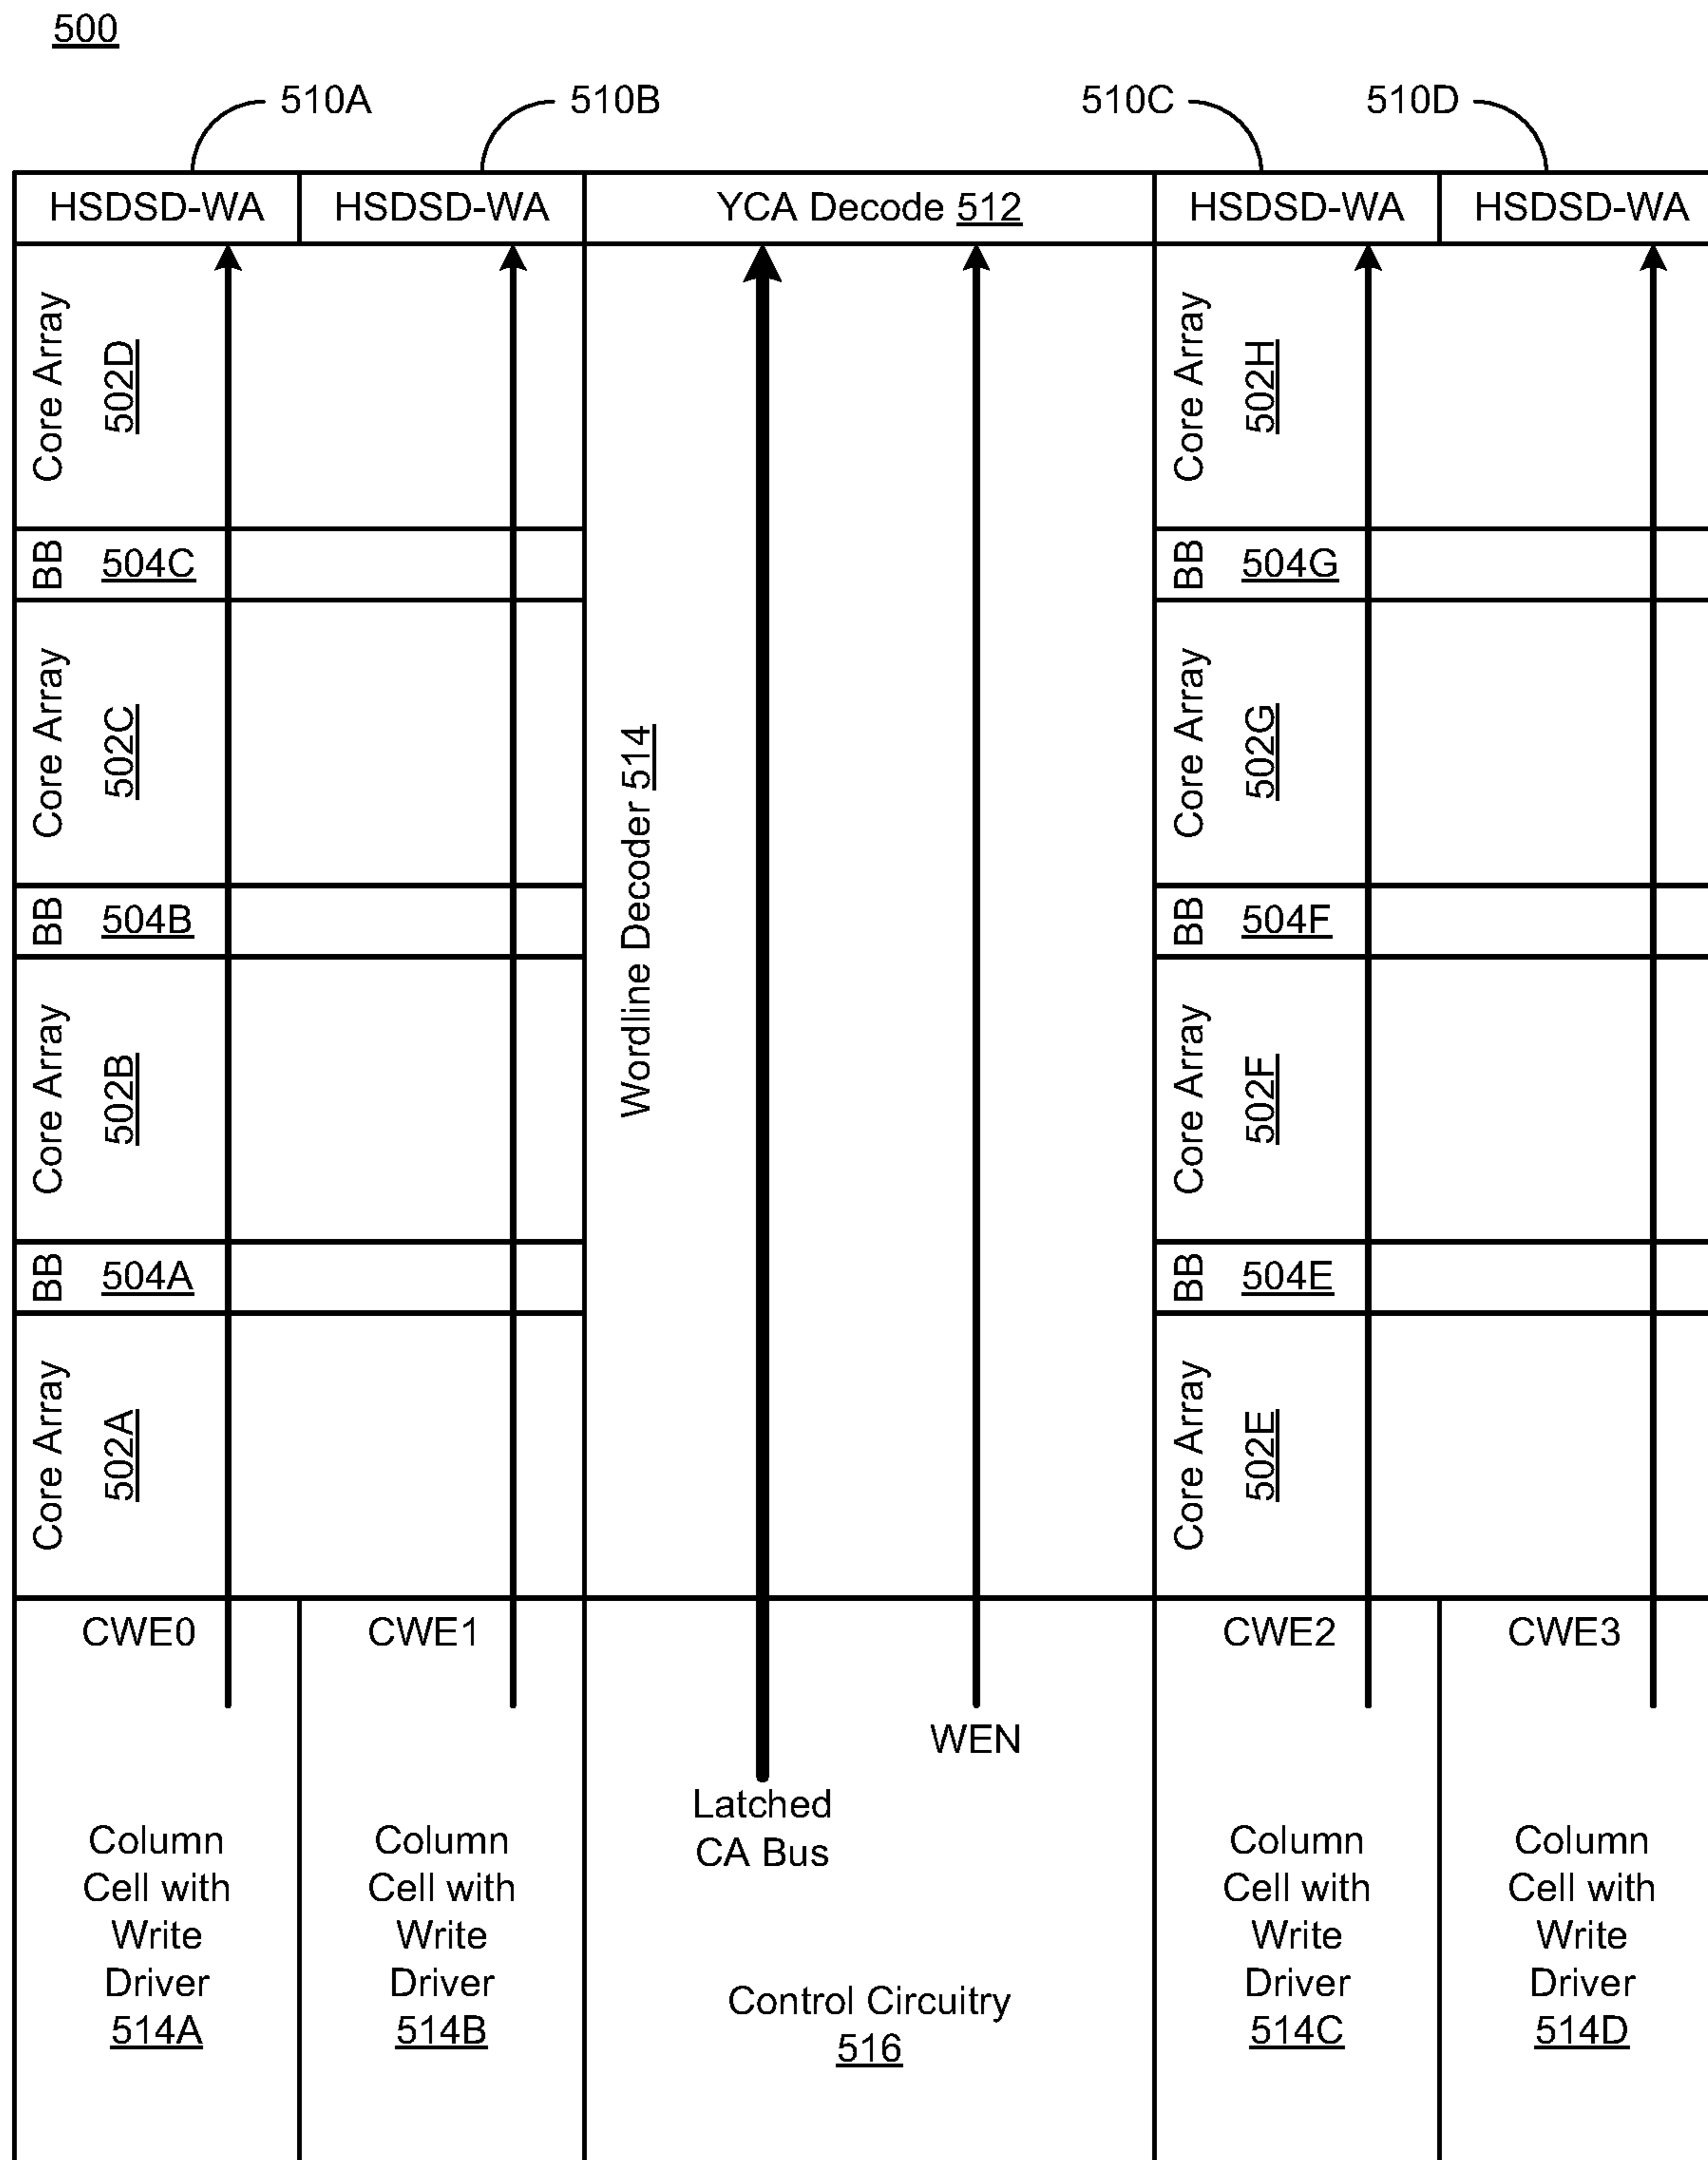 500
510A
510B
510C
510D
HSDSD-WA
HSDSD-WA
YCA Decode 512
HSDSD-WA
HSDSD-WA
Core Array
502D
Core Array
502H
BB 504C
BB 504G
Core Array
502C
Wordline Decoder 514
Core Array
502G
BB 504B
BB 504F
Core Array
502B
Core Array
502F
BB 504A
BB 504E
Core Array
502A
Core Array
502E
CWE0
CWE1
CWE2
CWE3
WEN
Latched
CA Bus
Column
Cell with
Write
Driver
514A
Column
Cell with
Write
Driver
514B
Control Circuitry
516
Column
Cell with
Write
Driver
514C
Column
Cell with
Write
Driver
514D